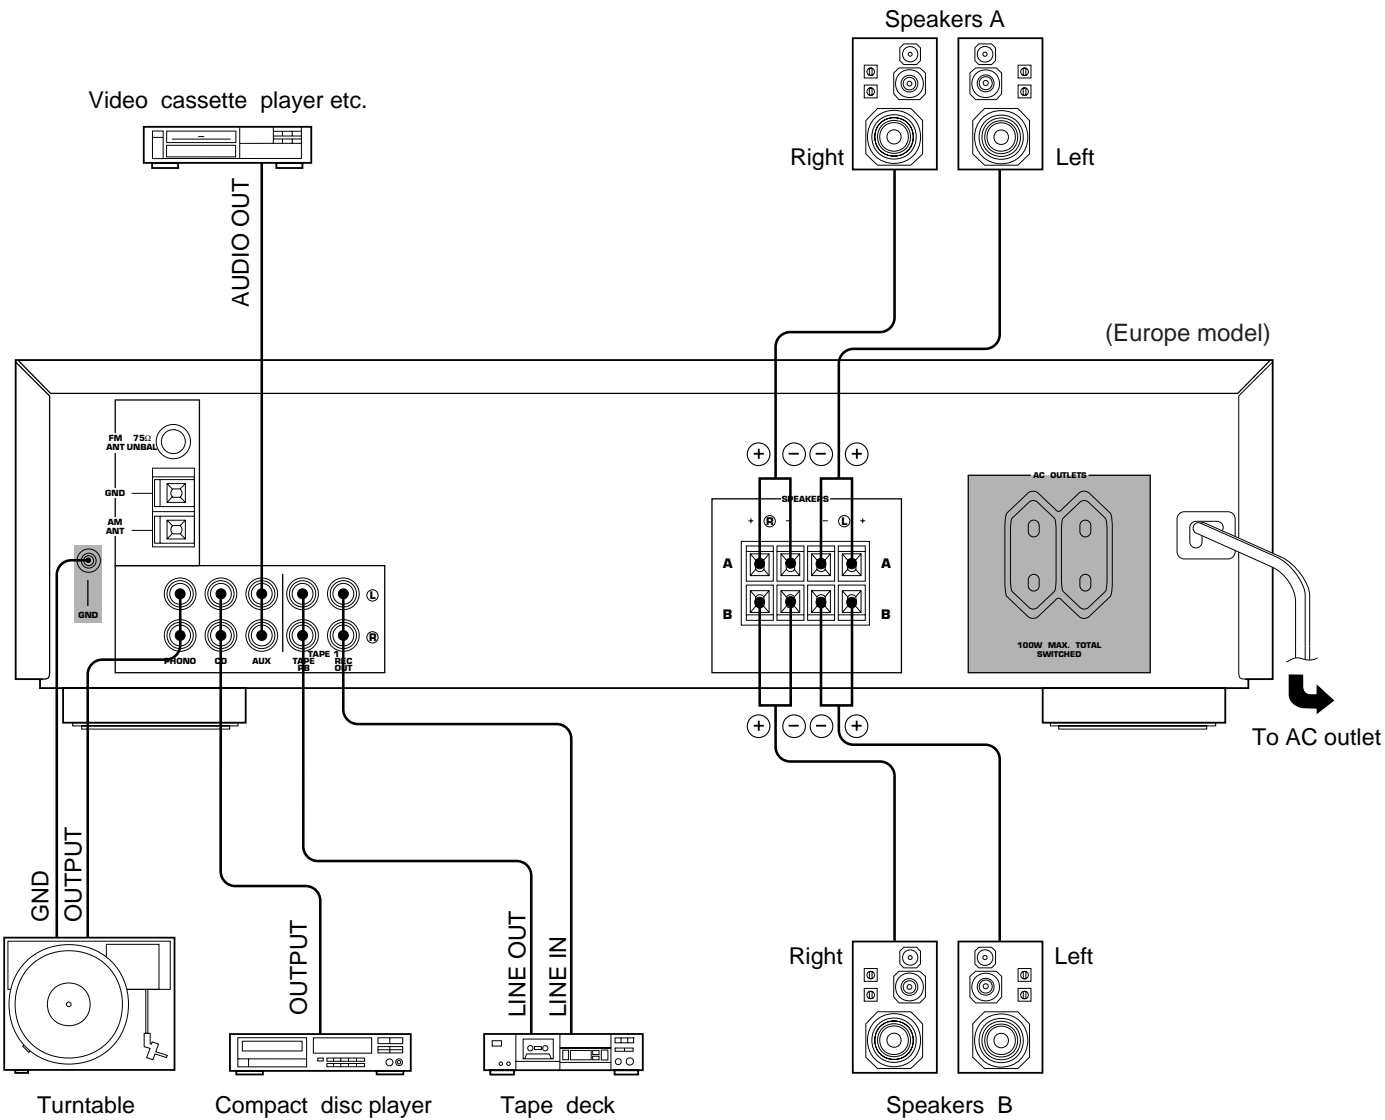 Speakers A
Video cassette player etc.
Right
Left
AUDIO OUT
(Europe model)
FM 75Ω
ANT UNBAL
GND
AM
ANT
GND
L
R
PHONO
CD
AUX
TAPE 1
TAPE
PB
REC
OUT
+ − − +
SPEAKERS
+ R - - L +
A A
B B
+ − − +
AC OUTLETS
100W MAX. TOTAL
SWITCHED
To AC outlet
GND
OUTPUT
OUTPUT
LINE OUT
LINE IN
Right
Left
Turntable
Compact disc player
Tape deck
Speakers B